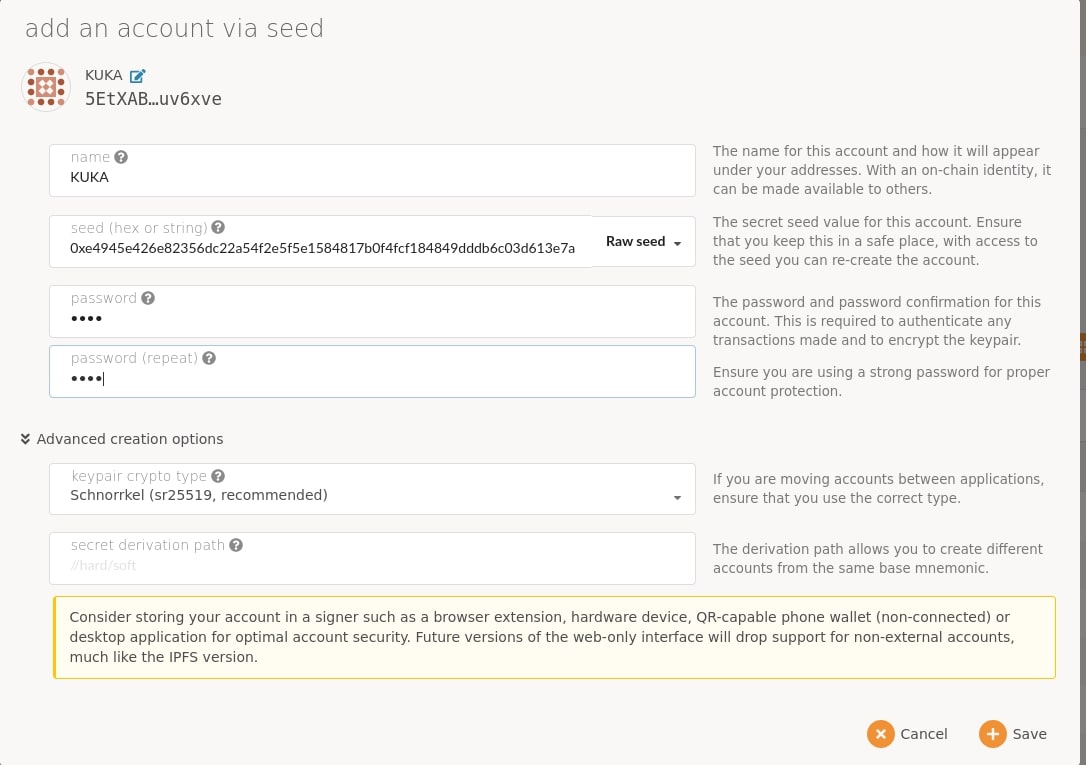 add an account via seed
KUKA
5EtXAB…uv6xve
name
KUKA
The name for this account and how it will appear
under your addresses. With an on-chain identity, it
can be made available to others.
seed (hex or string)
0xe4945e426e82356dc22a54f2e5f5e1584817b0f4fcf184849dddb6c03d613e7a
Raw seed
The secret seed value for this account. Ensure
that you keep this in a safe place, with access to
the seed you can re-create the account.
password
••••
password (repeat)
••••
The password and password confirmation for this
account. This is required to authenticate any
transactions made and to encrypt the keypair.
Ensure you are using a strong password for proper
account protection.
Advanced creation options
keypair crypto type
Schnorrkel (sr25519, recommended)
If you are moving accounts between applications,
ensure that you use the correct type.
secret derivation path
//hard/soft
The derivation path allows you to create different
accounts from the same base mnemonic.
Consider storing your account in a signer such as a browser extension, hardware device, QR-capable phone wallet (non-connected) or
desktop application for optimal account security. Future versions of the web-only interface will drop support for non-external accounts,
much like the IPFS version.
Cancel
Save